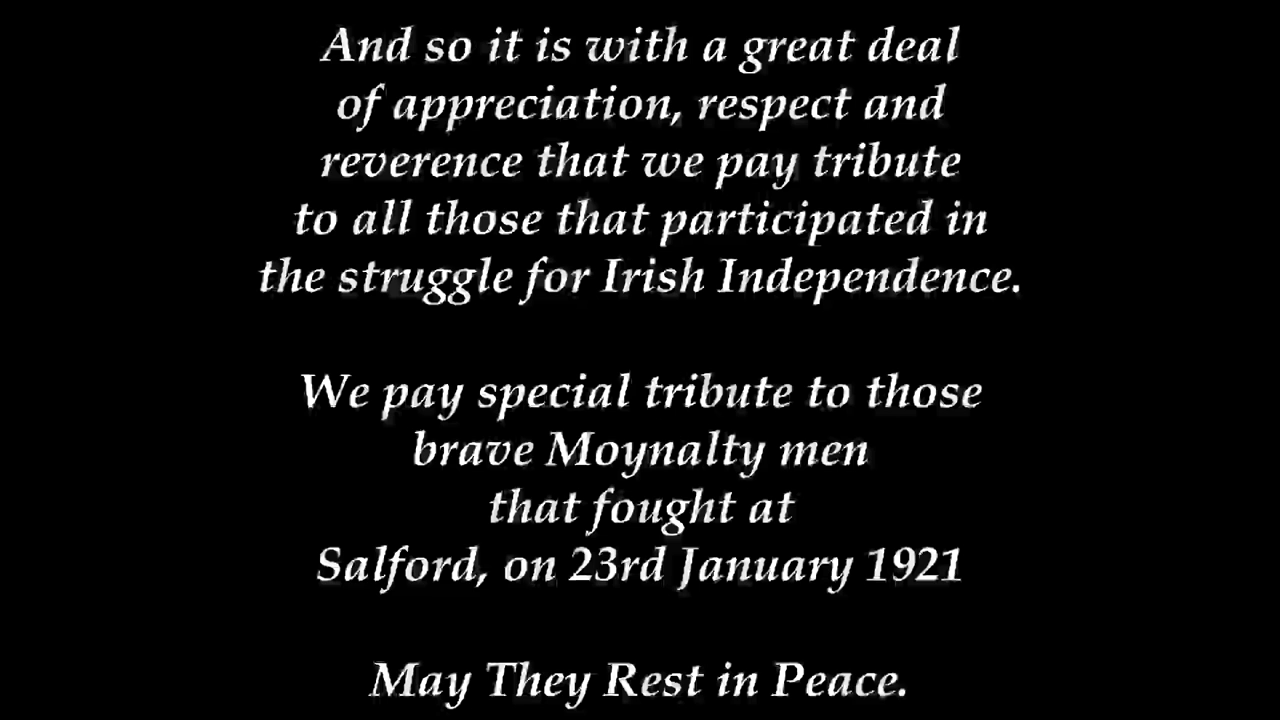 And so it is with a great deal
of appreciation, respect and
reverence that we pay tribute
to all those that participated in
the struggle for Irish Independence.
We pay special tribute to those
brave Moynalty men
that fought at
Salford, on 23rd January 1921
May They Rest in Peace.